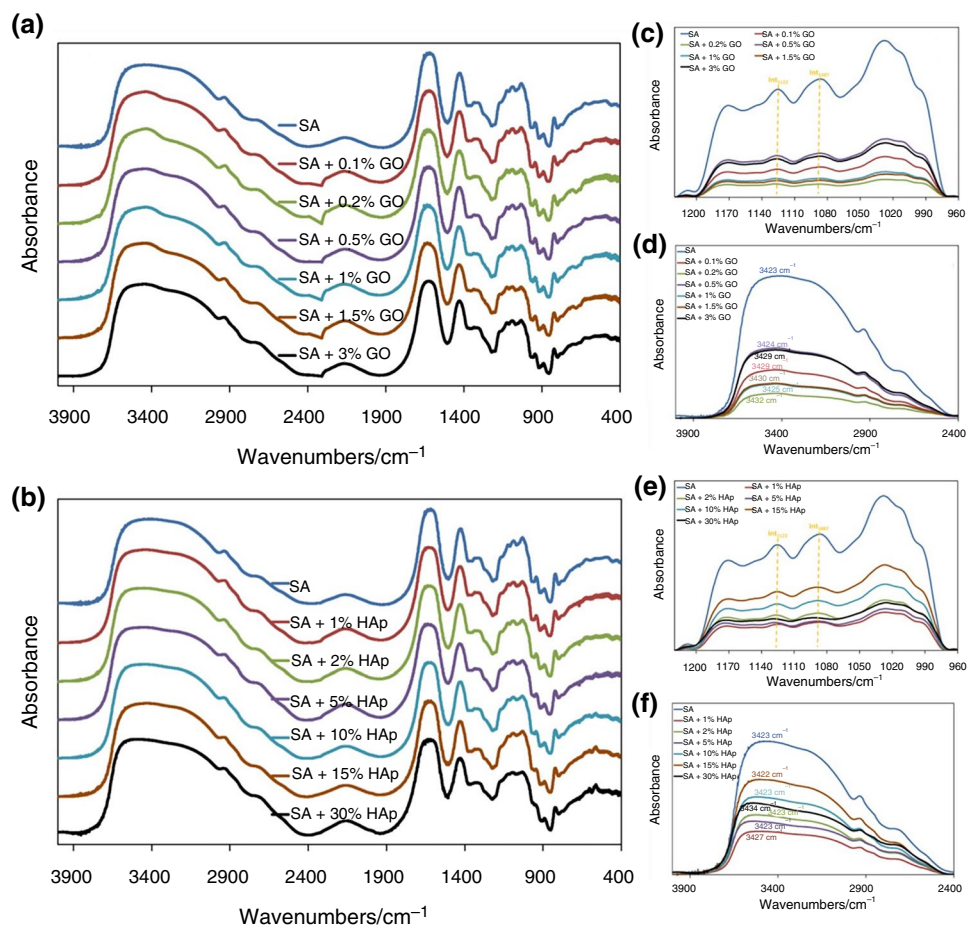 (a)
Absorbance
SA
SA + 0.1% GO
SA + 0.2% GO
SA + 0.5% GO
SA + 1% GO
SA + 1.5% GO
SA + 3% GO
3900 3400 2900 2400 1900 1400 900 400
Wavenumbers/cm⁻¹
(b)
Absorbance
SA
SA + 1% HAp
SA + 2% HAp
SA + 5% HAp
SA + 10% HAp
SA + 15% HAp
SA + 30% HAp
3900 3400 2900 2400 1900 1400 900 400
Wavenumbers/cm⁻¹
(c)
SA SA + 0.1% GO
SA + 0.2% GO SA + 0.5% GO
SA + 1% GO SA + 1.5% GO
SA + 3% GO
Absorbance
1200 1170 1140 1110 1080 1050 1020 990 960
Wavenumbers/cm⁻¹
(d)
SA
SA + 0.1% GO
SA + 0.2% GO
SA + 0.5% GO
SA + 1% GO
SA + 1.5% GO
SA + 3% GO
3423 cm⁻¹
3424 cm⁻¹
3429 cm⁻¹
3429 cm⁻¹
3430 cm⁻¹
3425 cm⁻¹
3432 cm⁻¹
Absorbance
3900 3400 2900 2400
Wavenumbers/cm⁻¹
(e)
SA SA + 1% HAp
SA + 2% HAp SA + 5% HAp
SA + 10% HAp SA + 15% HAp
SA + 30% HAp
Absorbance
1200 1170 1140 1110 1080 1050 1020 990 960
Wavenumbers/cm⁻¹
(f)
SA
SA + 1% HAp
SA + 2% HAp
SA + 5% HAp
SA + 10% HAp
SA + 15% HAp
SA + 30% HAp
3423 cm⁻¹
3422 cm⁻¹
3423 cm⁻¹
3434 cm⁻¹
3423 cm⁻¹
3423 cm⁻¹
3427 cm⁻¹
Absorbance
3900 3400 2900 2400
Wavenumbers/cm⁻¹